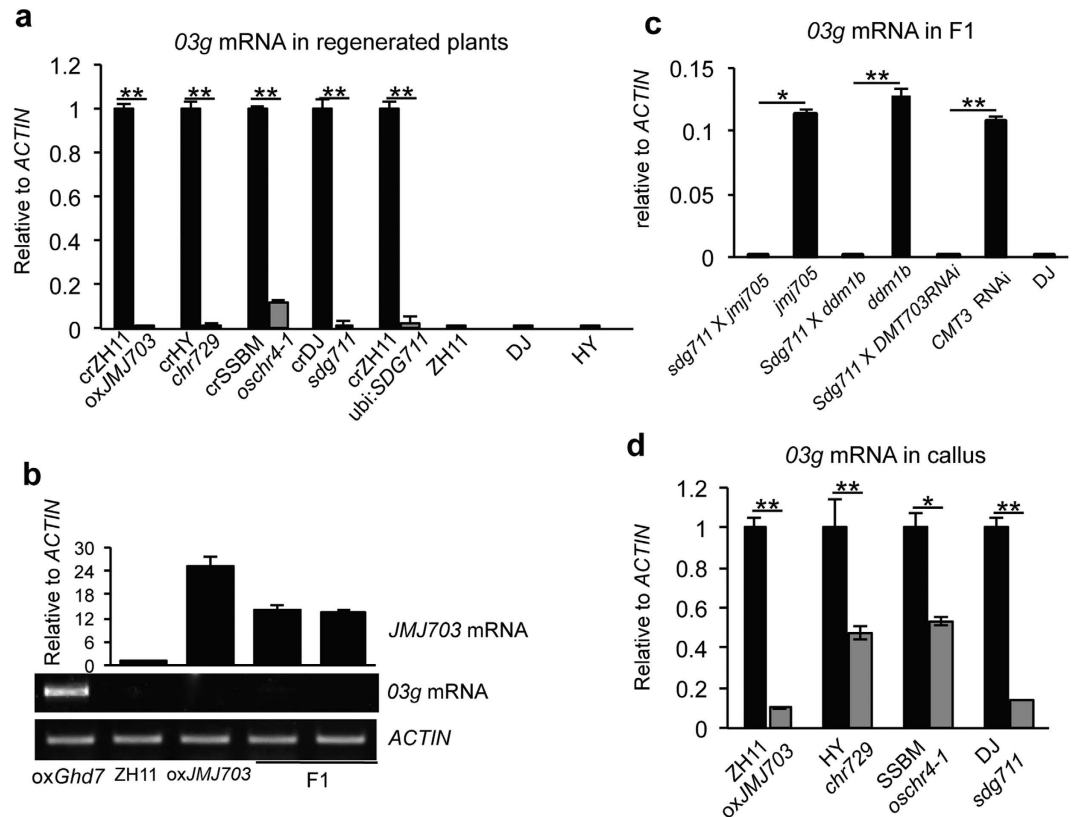 a
03g mRNA in regenerated plants
Relative to ACTIN
1.2
1
0.8
0.6
0.4
0.2
0
** ** ** ** **
crZH11
oxJMJ703
crHY
chr729
crSSBM
oschr4-1
crDJ
sdg711
crZH11
ubi:SDG711
ZH11
DJ
HY
b
Relative to ACTIN
30
24
18
12
6
0
JMJ703 mRNA
03g mRNA
ACTIN
oxGhd7 ZH11 oxJMJ703 F1
c
03g mRNA in F1
relative to ACTIN
0.15
0.1
0.05
0
* ** **
sdg711 X jmj705
jmj705
Sdg711 X ddm1b
ddm1b
Sdg711 X DMT703RNAi
CMT3 RNAi
DJ
d
03g mRNA in callus
Relative to ACTIN
1.2
1
0.8
0.6
0.4
0.2
0
** ** * **
ZH11
oxJMJ703
HY
chr729
SSBM
oschr4-1
DJ
sdg711